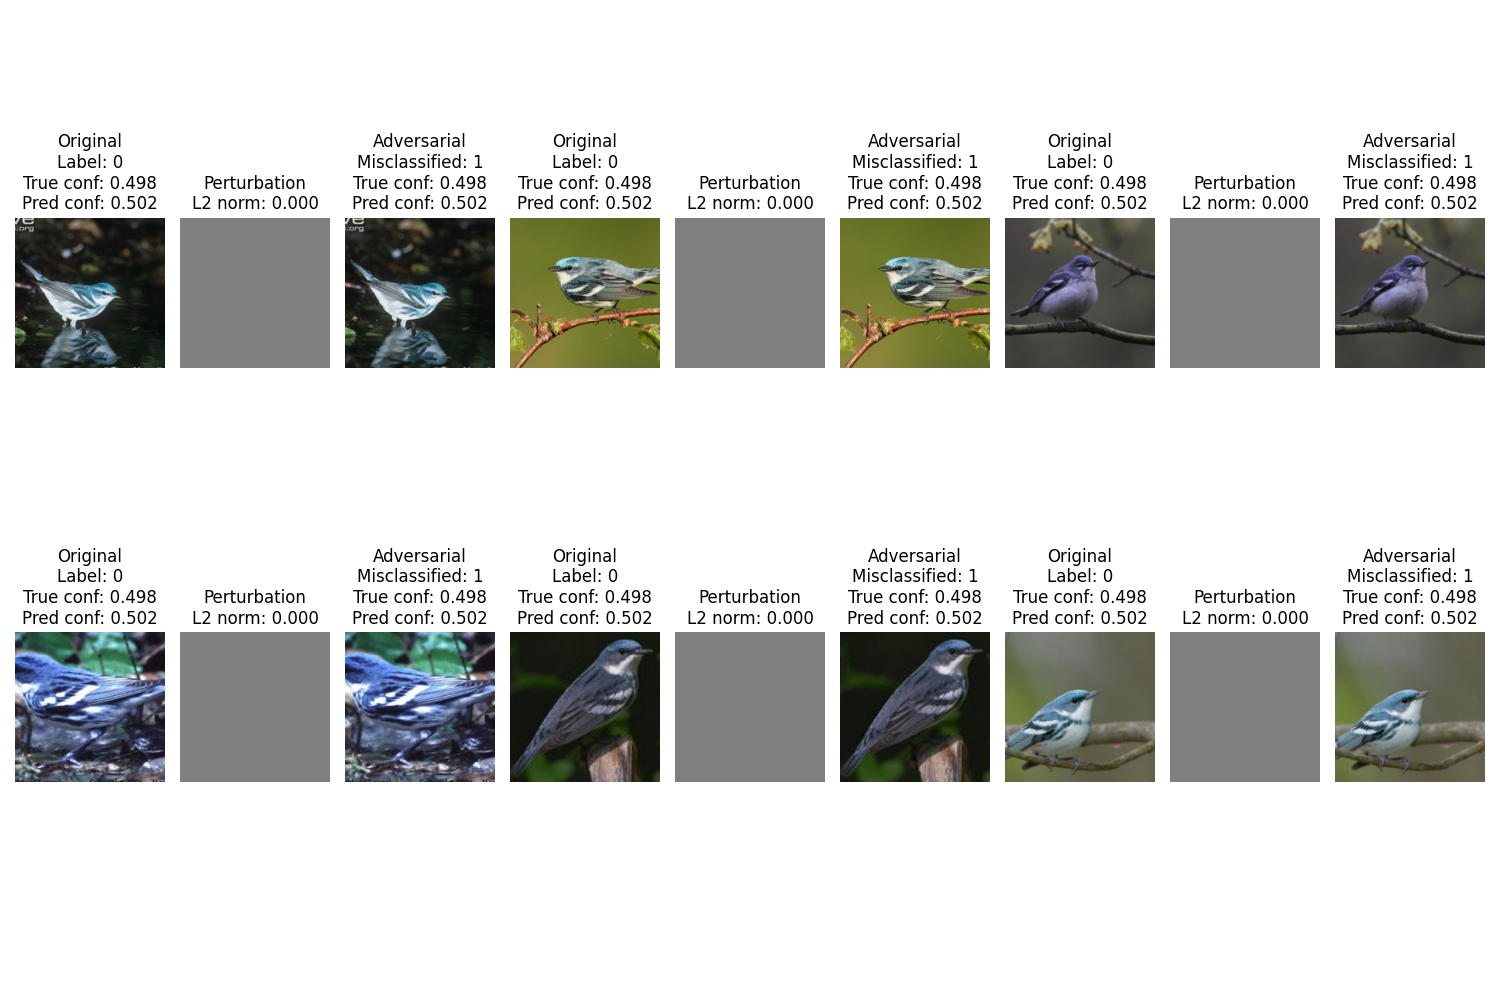 Original
Label: 0
True conf: 0.498
Pred conf: 0.502
Perturbation
L2 norm: 0.000
Adversarial
Misclassified: 1
True conf: 0.498
Pred conf: 0.502
Original
Label: 0
True conf: 0.498
Pred conf: 0.502
Perturbation
L2 norm: 0.000
Adversarial
Misclassified: 1
True conf: 0.498
Pred conf: 0.502
Original
Label: 0
True conf: 0.498
Pred conf: 0.502
Perturbation
L2 norm: 0.000
Adversarial
Misclassified: 1
True conf: 0.498
Pred conf: 0.502
.org
.org
Original
Label: 0
True conf: 0.498
Pred conf: 0.502
Perturbation
L2 norm: 0.000
Adversarial
Misclassified: 1
True conf: 0.498
Pred conf: 0.502
Original
Label: 0
True conf: 0.498
Pred conf: 0.502
Perturbation
L2 norm: 0.000
Adversarial
Misclassified: 1
True conf: 0.498
Pred conf: 0.502
Original
Label: 0
True conf: 0.498
Pred conf: 0.502
Perturbation
L2 norm: 0.000
Adversarial
Misclassified: 1
True conf: 0.498
Pred conf: 0.502